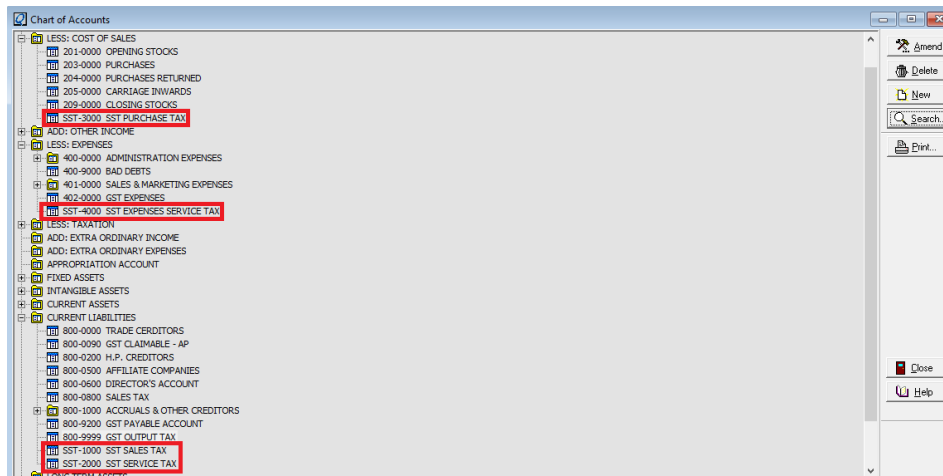 Chart of Accounts
LESS: COST OF SALES
201-0000 OPENING STOCKS
203-0000 PURCHASES
204-0000 PURCHASES RETURNED
205-0000 CARRIAGE INWARDS
209-0000 CLOSING STOCKS
SST-3000 SST PURCHASE TAX
ADD: OTHER INCOME
LESS: EXPENSES
400-0000 ADMINISTRATION EXPENSES
400-9000 BAD DEBTS
401-0000 SALES & MARKETING EXPENSES
402-0000 GST EXPENSES
SST-4000 SST EXPENSES SERVICE TAX
LESS: TAXATION
ADD: EXTRA ORDINARY INCOME
ADD: EXTRA ORDINARY EXPENSES
APPROPRIATION ACCOUNT
FIXED ASSETS
INTANGIBLE ASSETS
CURRENT ASSETS
CURRENT LIABILITIES
800-0000 TRADE CERDITORS
800-0090 GST CLAIMABLE - AP
800-0200 H.P. CREDITORS
800-0500 AFFILIATE COMPANIES
800-0600 DIRECTOR'S ACCOUNT
800-0800 SALES TAX
800-1000 ACCRUALS & OTHER CREDITORS
800-9200 GST PAYABLE ACCOUNT
800-9999 GST OUTPUT TAX
SST-1000 SST SALES TAX
SST-2000 SST SERVICE TAX
LONG TERM ASSETS
Amend
Delete
New
Search..
Print...
Close
Help